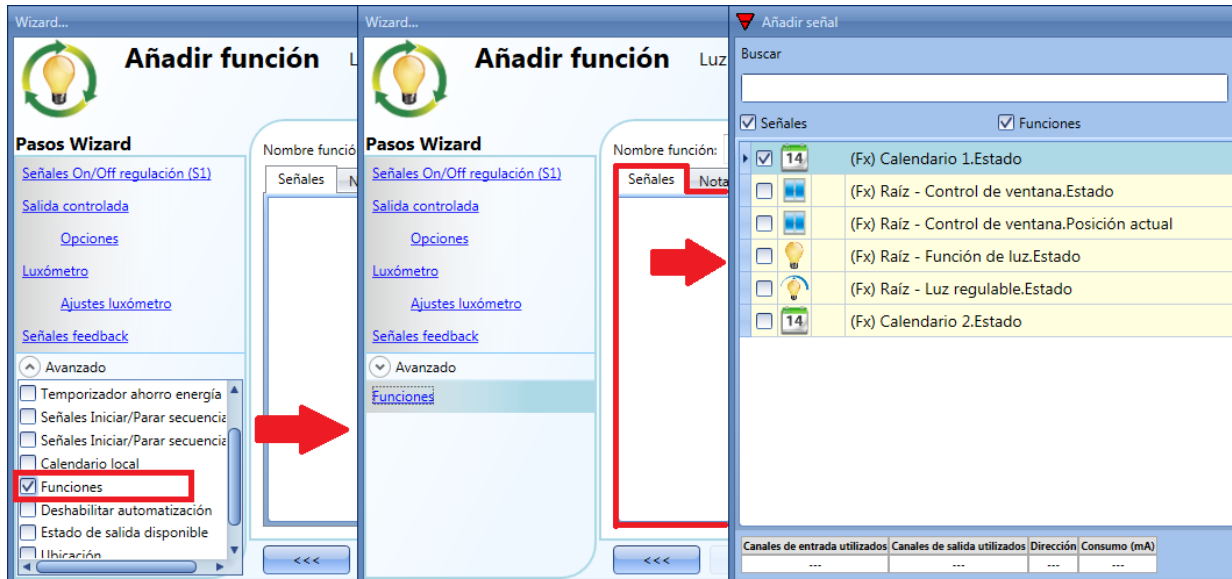 Wizard...
Añadir función L
Pasos Wizard
Señales On/Off regulación (S1)
Salida controlada
Opciones
Luxómetro
Ajustes luxómetro
Señales feedback
Avanzado
Temporizador ahorro energía
Señales Iniciar/Parar secuencia
Señales Iniciar/Parar secuencia
Calendario local
Funciones
Deshabilitar automatización
Estado de salida disponible
Ubicación
Nombre funció
Señales N
<<<
Wizard...
Añadir función Luz
Pasos Wizard
Señales On/Off regulación (S1)
Salida controlada
Opciones
Luxómetro
Ajustes luxómetro
Señales feedback
Avanzado
Funciones
Nombre función:
Señales Nota
<<<
Añadir señal
Buscar
Señales Funciones
14 (Fx) Calendario 1.Estado
(Fx) Raíz - Control de ventana.Estado
(Fx) Raíz - Control de ventana.Posición actual
(Fx) Raíz - Función de luz.Estado
(Fx) Raíz - Luz regulable.Estado
14 (Fx) Calendario 2.Estado
Canales de entrada utilizados Canales de salida utilizados Dirección Consumo (mA)
--- --- --- ---